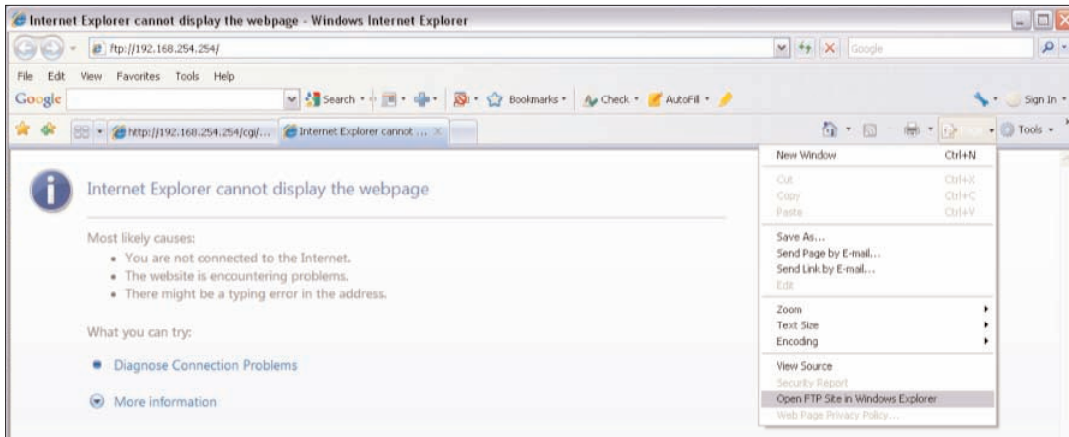 Internet Explorer cannot display the webpage - Windows Internet Explorer
ftp://192.168.254.254/
Google
File Edit View Favorites Tools Help
Google Search Bookmarks Check AutoFill Sign In
http://192.168.254.254/cgi/... Internet Explorer cannot ... Tools
Internet Explorer cannot display the webpage
Most likely causes:
• You are not connected to the Internet.
• The website is encountering problems.
• There might be a typing error in the address.
What you can try:
Diagnose Connection Problems
More information
New Window Ctrl+N
Cut Ctrl+X
Copy Ctrl+C
Paste Ctrl+V
Save As...
Send Page by E-mail...
Send Link by E-mail...
Edit
Zoom
Text Size
Encoding
View Source
Security Report
Open FTP Site in Windows Explorer
Web Page Privacy Policy...